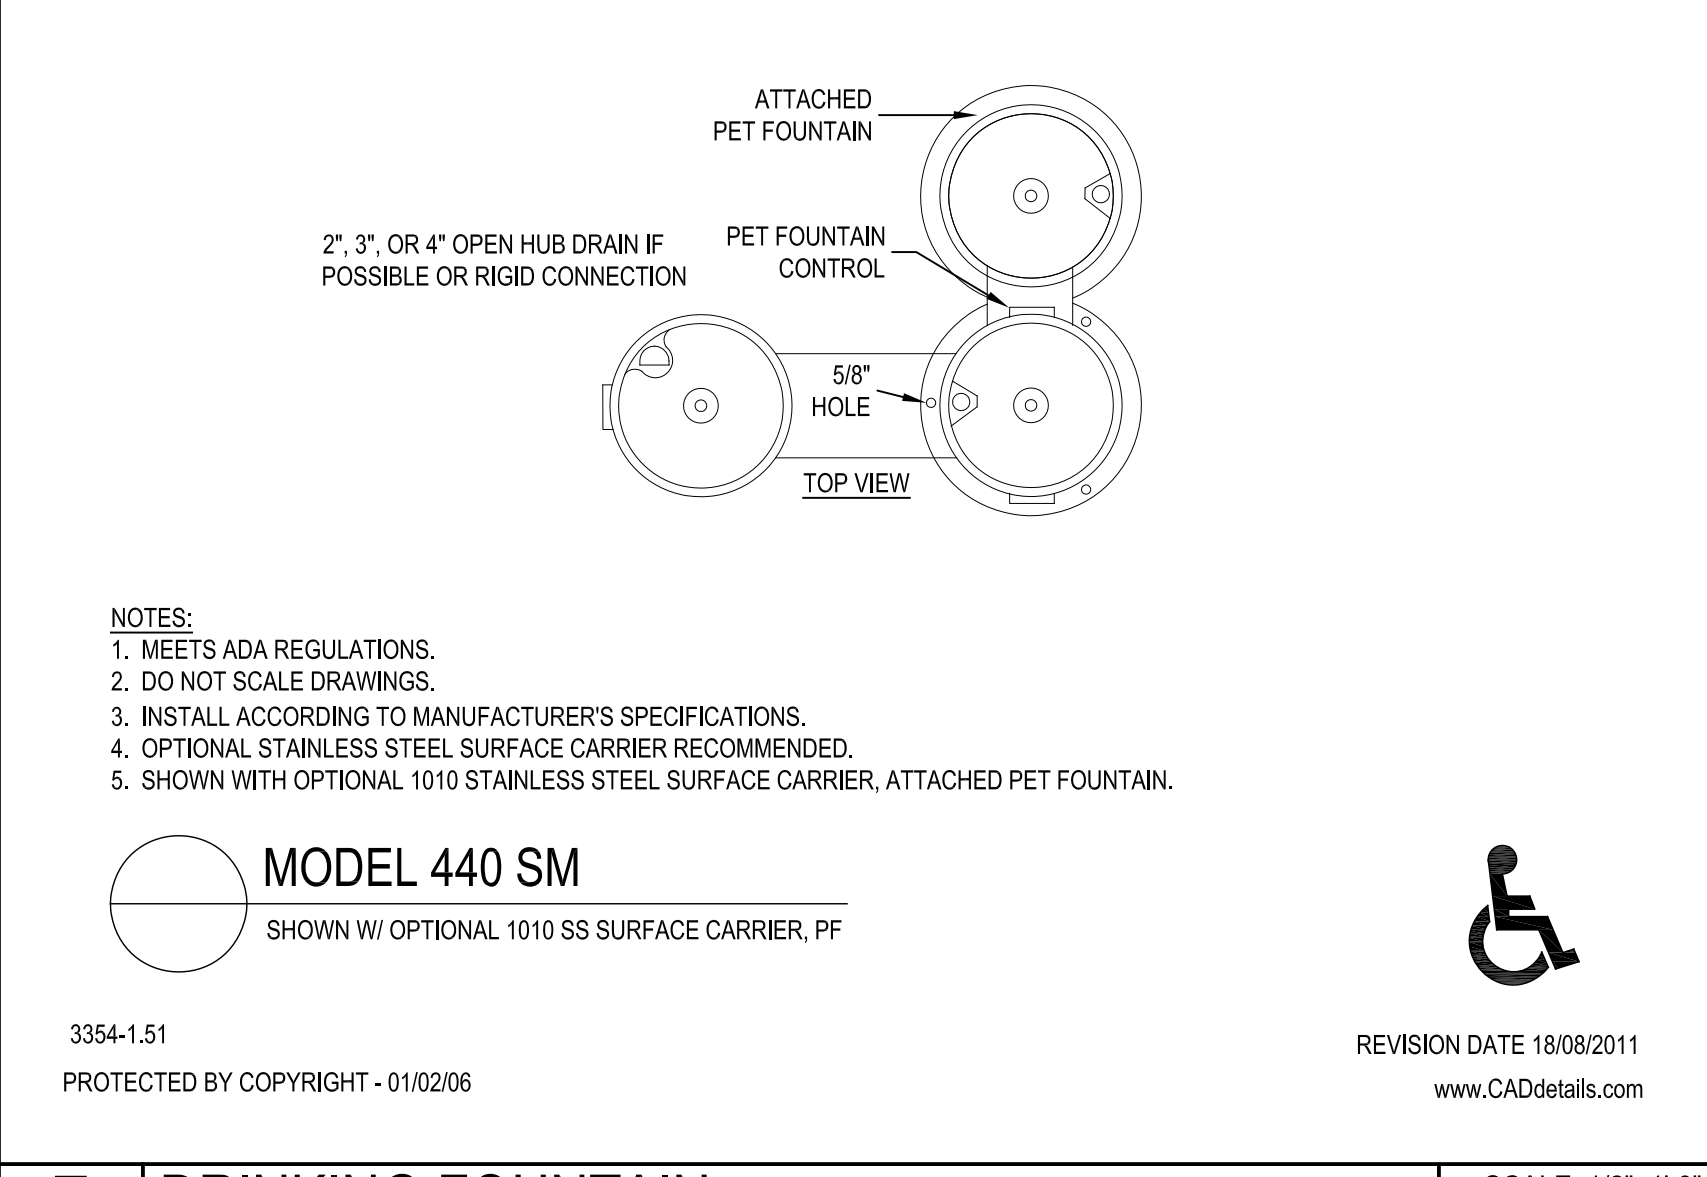 ATTACHED
PET FOUNTAIN
2", 3", OR 4" OPEN HUB DRAIN IF
POSSIBLE OR RIGID CONNECTION
PET FOUNTAIN
CONTROL
5/8"
HOLE
TOP VIEW
NOTES:
1. MEETS ADA REGULATIONS.
2. DO NOT SCALE DRAWINGS.
3. INSTALL ACCORDING TO MANUFACTURER'S SPECIFICATIONS.
4. OPTIONAL STAINLESS STEEL SURFACE CARRIER RECOMMENDED.
5. SHOWN WITH OPTIONAL 1010 STAINLESS STEEL SURFACE CARRIER, ATTACHED PET FOUNTAIN.
MODEL 440 SM
SHOWN W/ OPTIONAL 1010 SS SURFACE CARRIER, PF
3354-1.51
REVISION DATE 18/08/2011
PROTECTED BY COPYRIGHT - 01/02/06
www.CADdetails.com
DRINKING FOUNTAIN